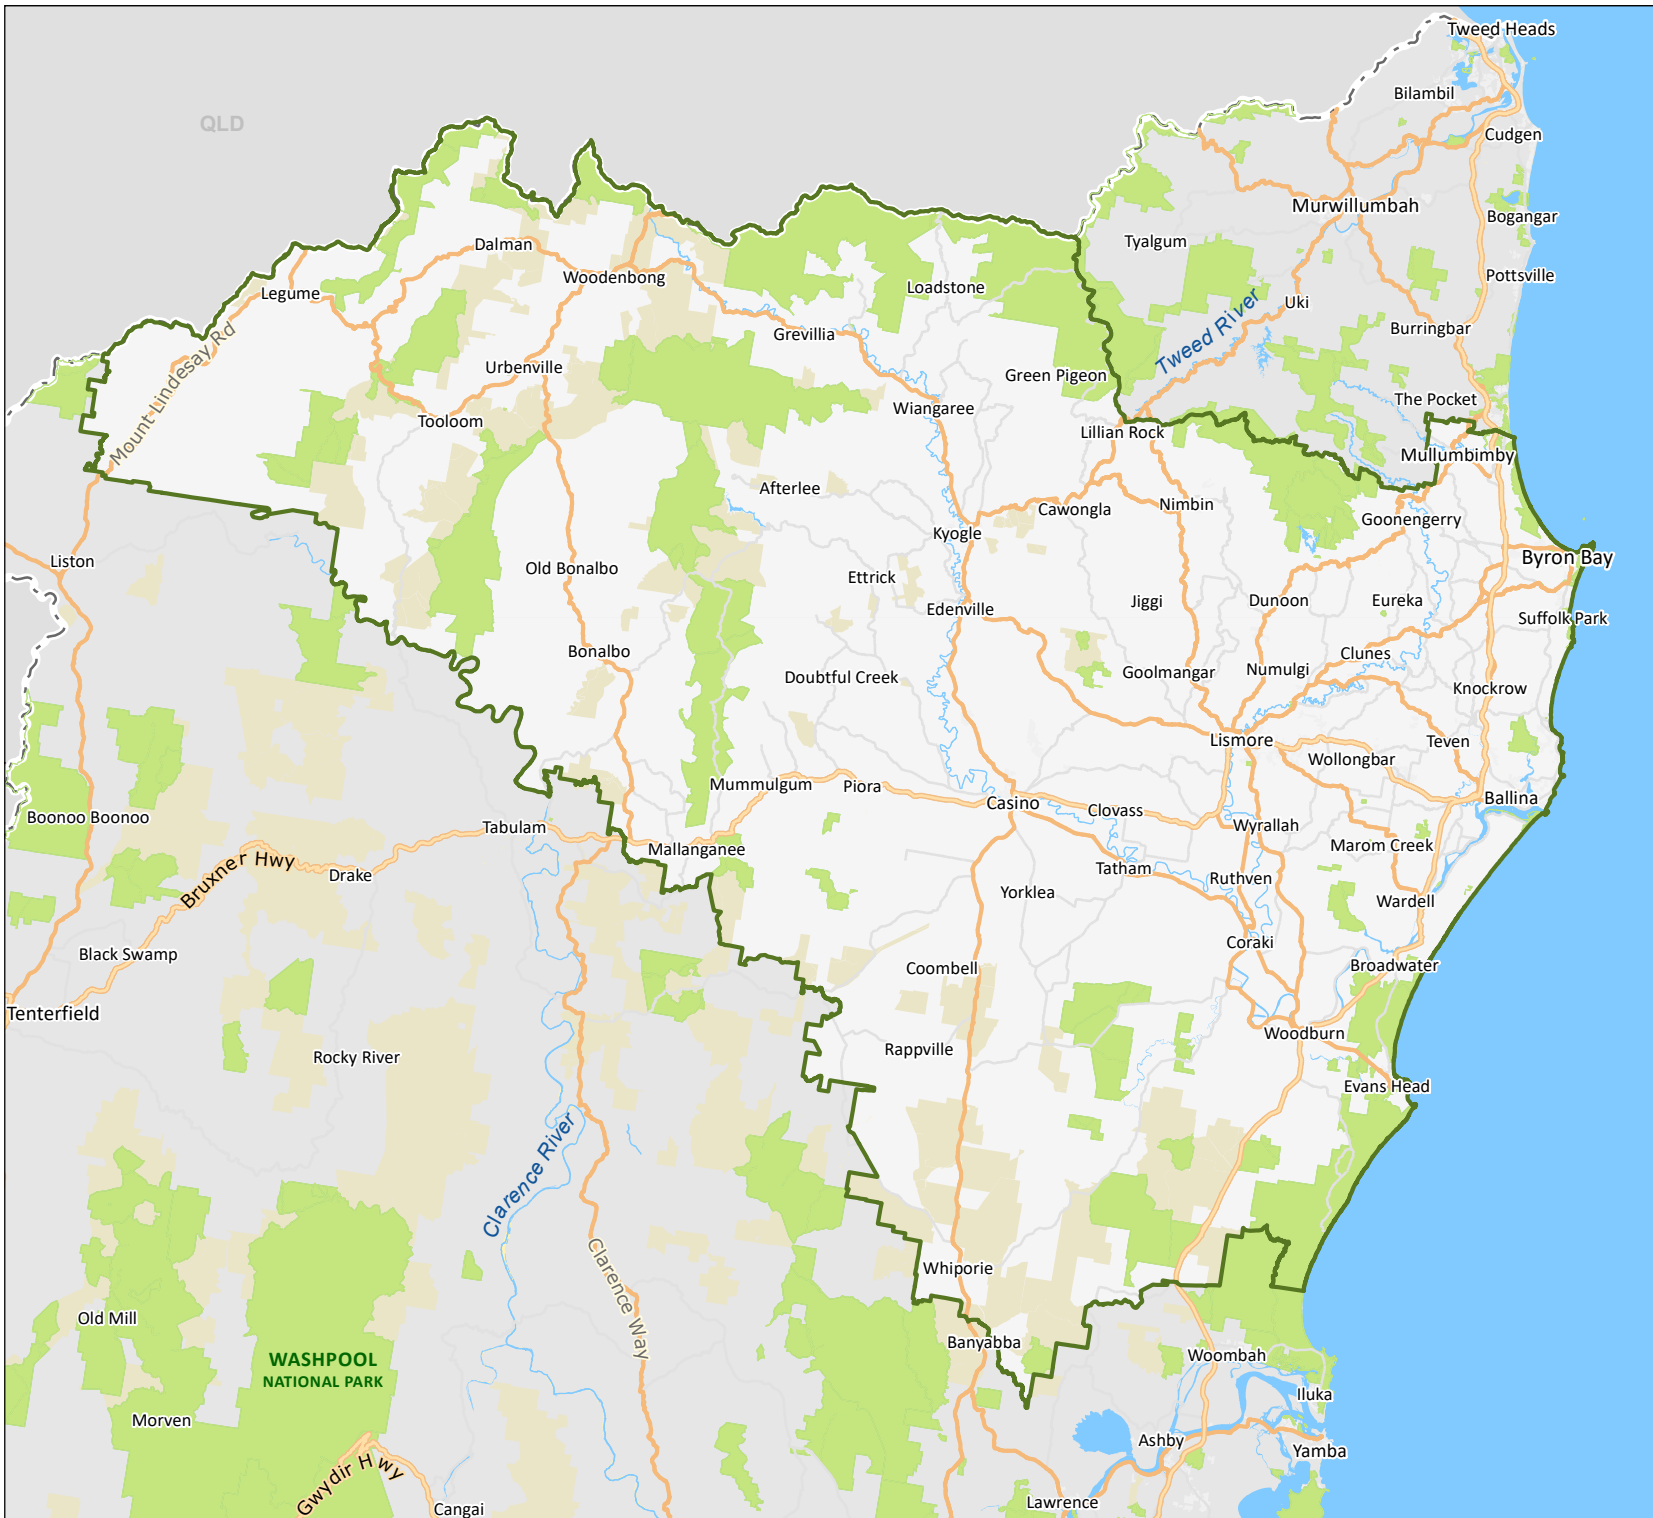 Tweed Heads
Bilambil
QLD
Cudgen
Murwillumbah
Bogangar
Tyalgum
Dalman
Pottsville
Woodenbong
Loadstone
Legume
Uki
Burringbar
Grevillia
Tweed River
Mount Lindesay Rd
Urbenville
Green Pigeon
The Pocket
Wiangaree
Tooloom
Lillian Rock
Mullumbimby
Afterlee
Nimbin
Cawongla
Goonengerry
Kyogle
Byron Bay
Liston
Old Bonalbo
Ettrick
Jiggi
Dunoon
Eureka
Edenville
Suffolk Park
Bonalbo
Clunes
Numulgi
Goolmangar
Doubtful Creek
Knockrow
Lismore
Teven
Wollongbar
Mummulgum
Piora
Ballina
Casino
Clovass
Boonoo Boonoo
Tabulam
Wyrallah
Mallanganee
Marom Creek
Bruxner Hwy
Drake
Tatham
Ruthven
Yorklea
Wardell
Coraki
Black Swamp
Broadwater
Coombell
Tenterfield
Woodburn
Rappville
Rocky River
Evans Head
Clarence River
Whiporie
Clarence Way
Old Mill
Banyabba
Woombah
WASHPOOL
NATIONAL PARK
Iluka
Morven
Ashby
Yamba
Gwydir Hwy
Lawrence
Cangai